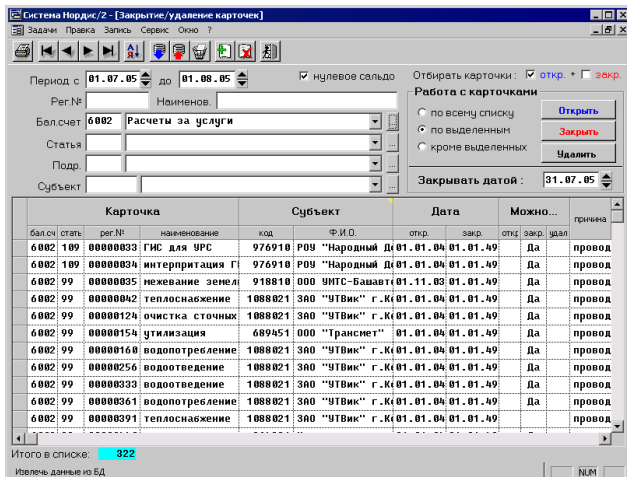 Система Нордис/2 - [Закрытие/удаление карточек]
Задачи Правка Запись Сервис Окно ?
Период с 01.07.05 до 01.08.05 нулевое сальдо Отбирать карточки: откр. + закр.
Рег.№ Наименов. Работа с карточками
по всему списку Открыть
Бал.счет 6002 Расчеты за услуги ...
по выделенным Закрыть
Статья ...
кроме выделенных Удалить
Подр. ...
Субъект ... Закрывать датой: 31.07.05
Карточка Субъект Дата Можно... причина
бал.сч стать рег.№ наименование код Ф.И.О. откр. закр. откр закр. удал
6002 109 00000033 ГИС для УРС 976910 РОУ "Народный До 01.01.04 01.01.49 Да провод
6002 109 00000034 интерпритация Г 976910 РОУ "Народный До 01.01.04 01.01.49 Да провод
6002 99 00000035 межевание земел 918810 ООО УМТС-Башавто 01.11.03 01.01.49 Да провод
6002 99 00000042 теплоснабжение 1088021 ЗАО "УТВик" г.К 01.01.04 01.01.49 Да провод
6002 99 00000124 очистка сточных 1088021 ЗАО "УТВик" г.К 01.01.04 01.01.49 Да провод
6002 99 00000154 утилизация 689451 ООО "Трансмет" 01.01.04 01.01.49 Да провод
6002 99 00000160 водопотребление 1088021 ЗАО "УТВик" г.К 01.01.04 01.01.49 Да провод
6002 99 00000256 водоотведение 1088021 ЗАО "УТВик" г.К 01.01.04 01.01.49 Да провод
6002 99 00000333 водоотведение 1088021 ЗАО "УТВик" г.К 01.01.04 01.01.49 Да провод
6002 99 00000361 водопотребление 1088021 ЗАО "УТВик" г.К 01.01.04 01.01.49 Да провод
6002 99 00000391 теплоснабжение 1088021 ЗАО "УТВик" г.К 01.01.04 01.01.49 провод
Итого в списке: 322
Извлечь данные из БД NUM